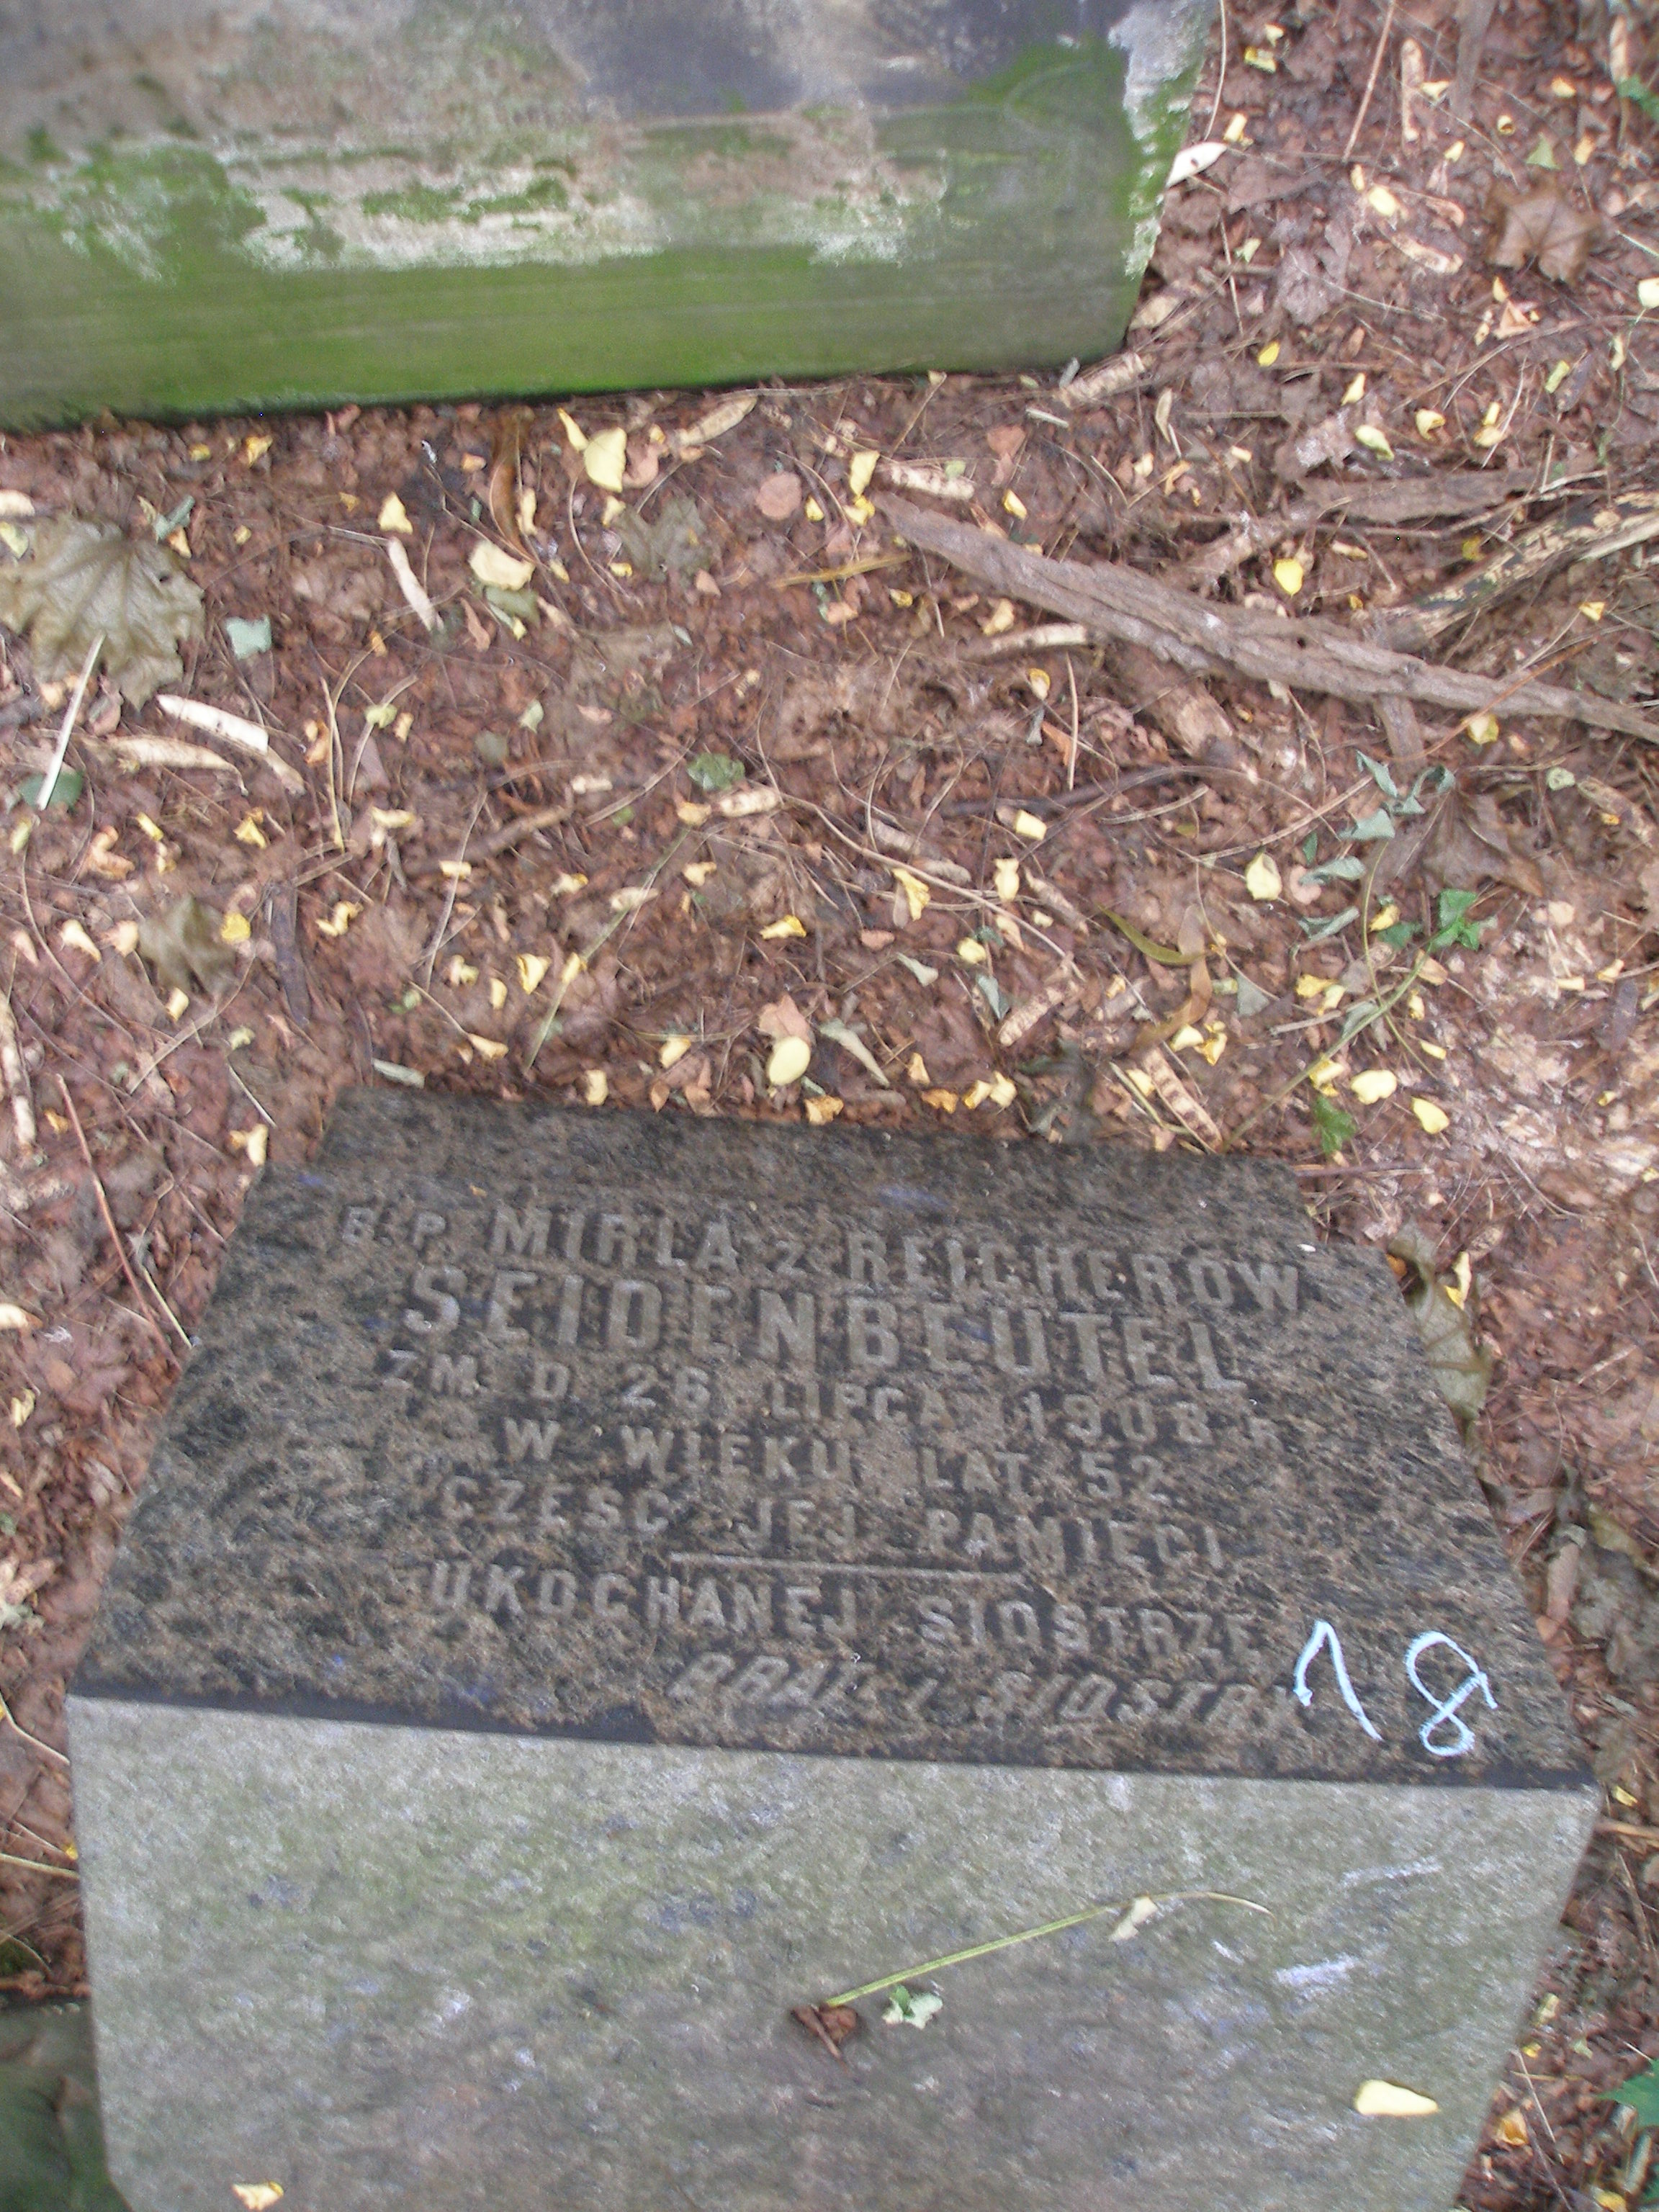 B. P. MIRLA z REICHERÓW
SEIDENBEUTEL
ZM. D. 26 LIPCA 1908 R.
W WIEKU LAT 52
CZEŚĆ JEJ PAMIĘCI
UKOCHANEJ SIOSTRZE
BRAT I SIOSTRY
18